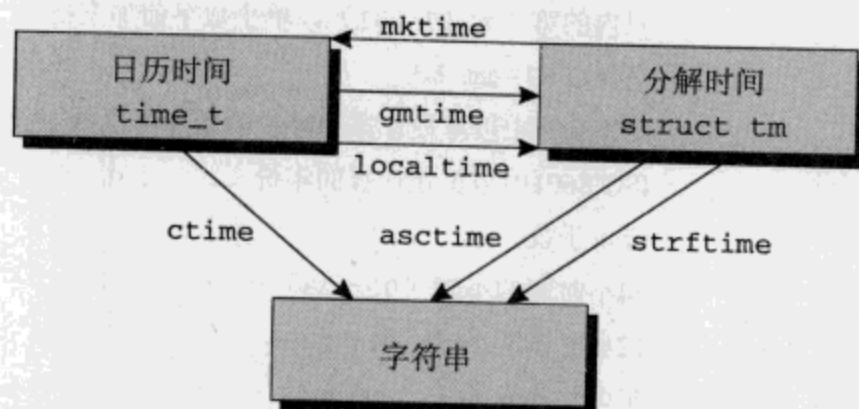 mktime
日历时间
time_t
分解时间
struct tm
gmtime
localtime
ctime
asctime
strftime
字符串